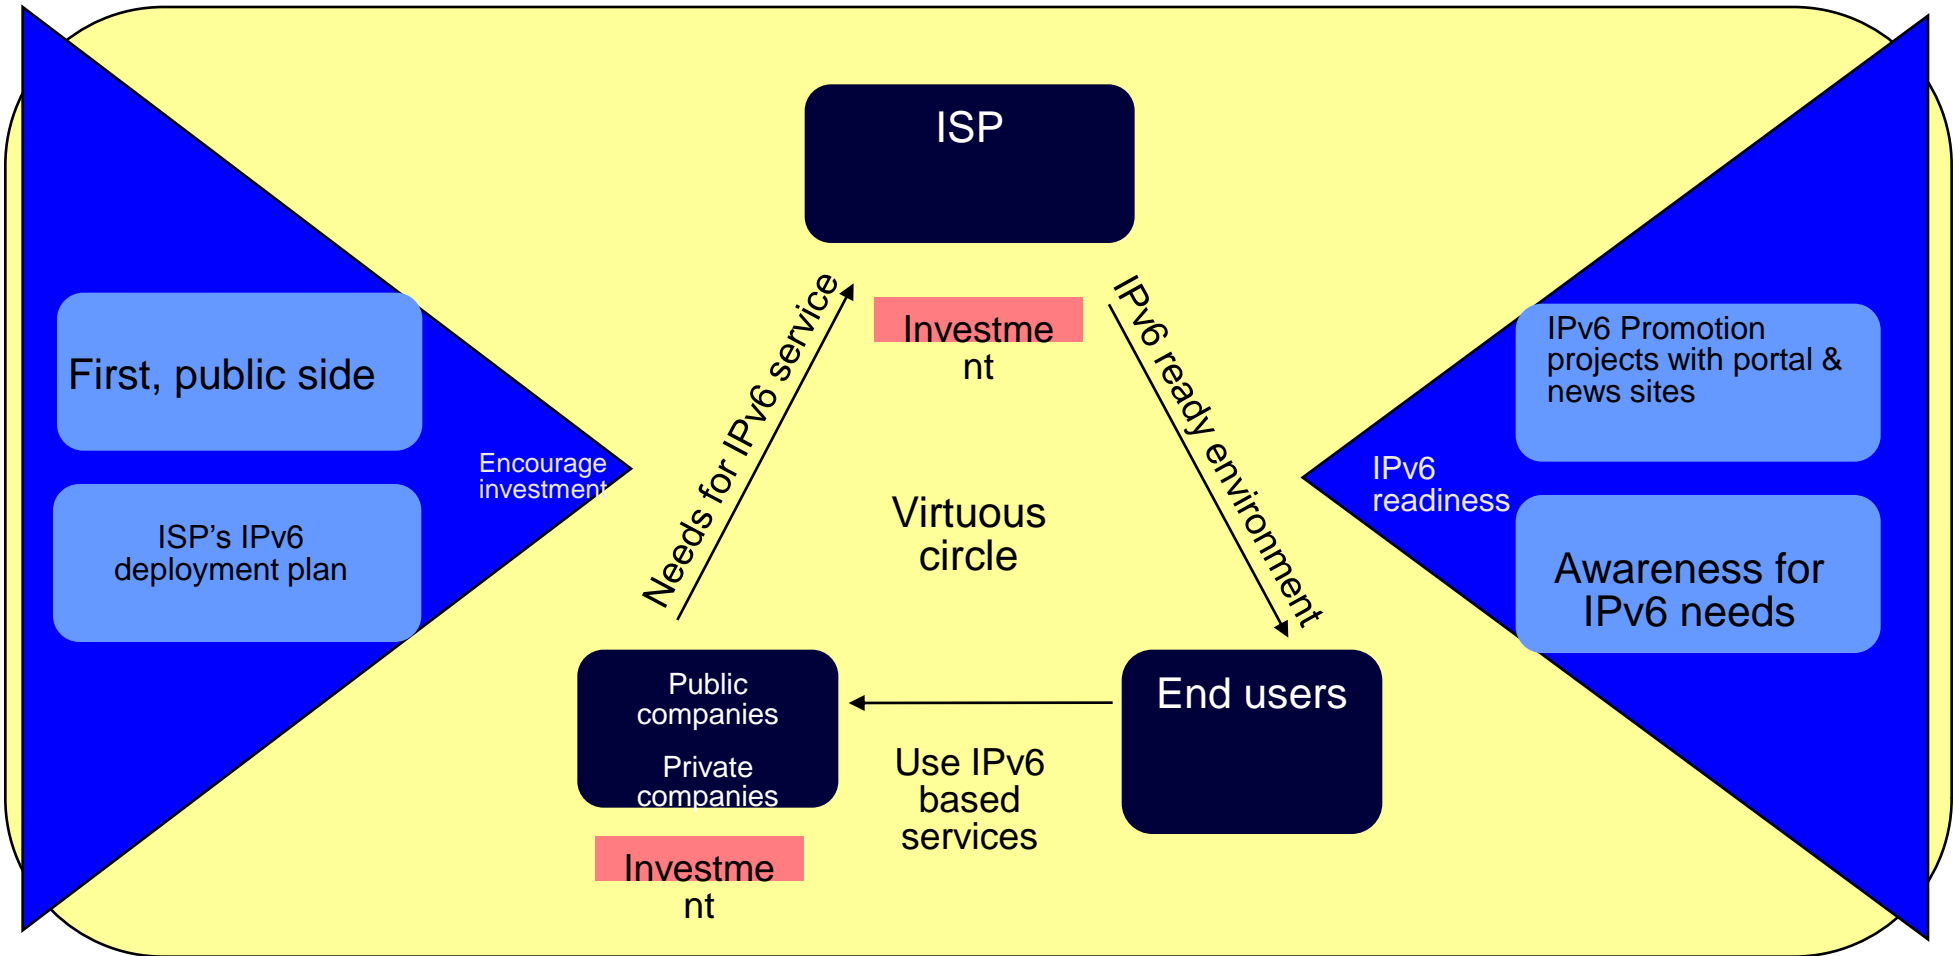 ISP
Needs for IPv6 service
Investme
nt
IPv6 ready environment
First, public side
Encourage
investment
ISP’s IPv6
deployment plan
Virtuous
circle
IPv6 Promotion
projects with portal &
news sites
IPv6
readiness
Awareness for
IPv6 needs
Public
companies
Private
companies
Investme
nt
Use IPv6
based
services
End users